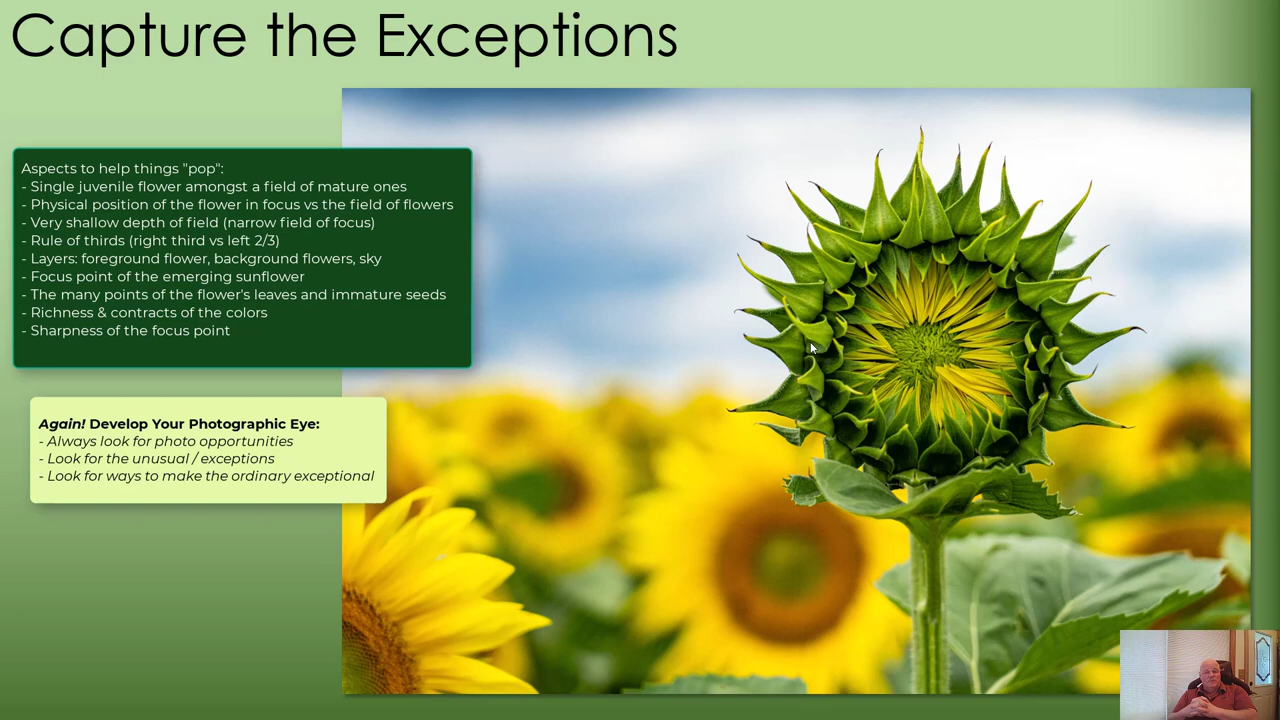 Capture the Exceptions
Aspects to help things "pop":
- Single juvenile flower amongst a field of mature ones
- Physical position of the flower in focus vs the field of flowers
- Very shallow depth of field (narrow field of focus)
- Rule of thirds (right third vs left 2/3)
- Layers: foreground flower, background flowers, sky
- Focus point of the emerging sunflower
- The many points of the flower's leaves and immature seeds
- Richness & contracts of the colors
- Sharpness of the focus point
Again! Develop Your Photographic Eye:
- Always look for photo opportunities
- Look for the unusual / exceptions
- Look for ways to make the ordinary exceptional